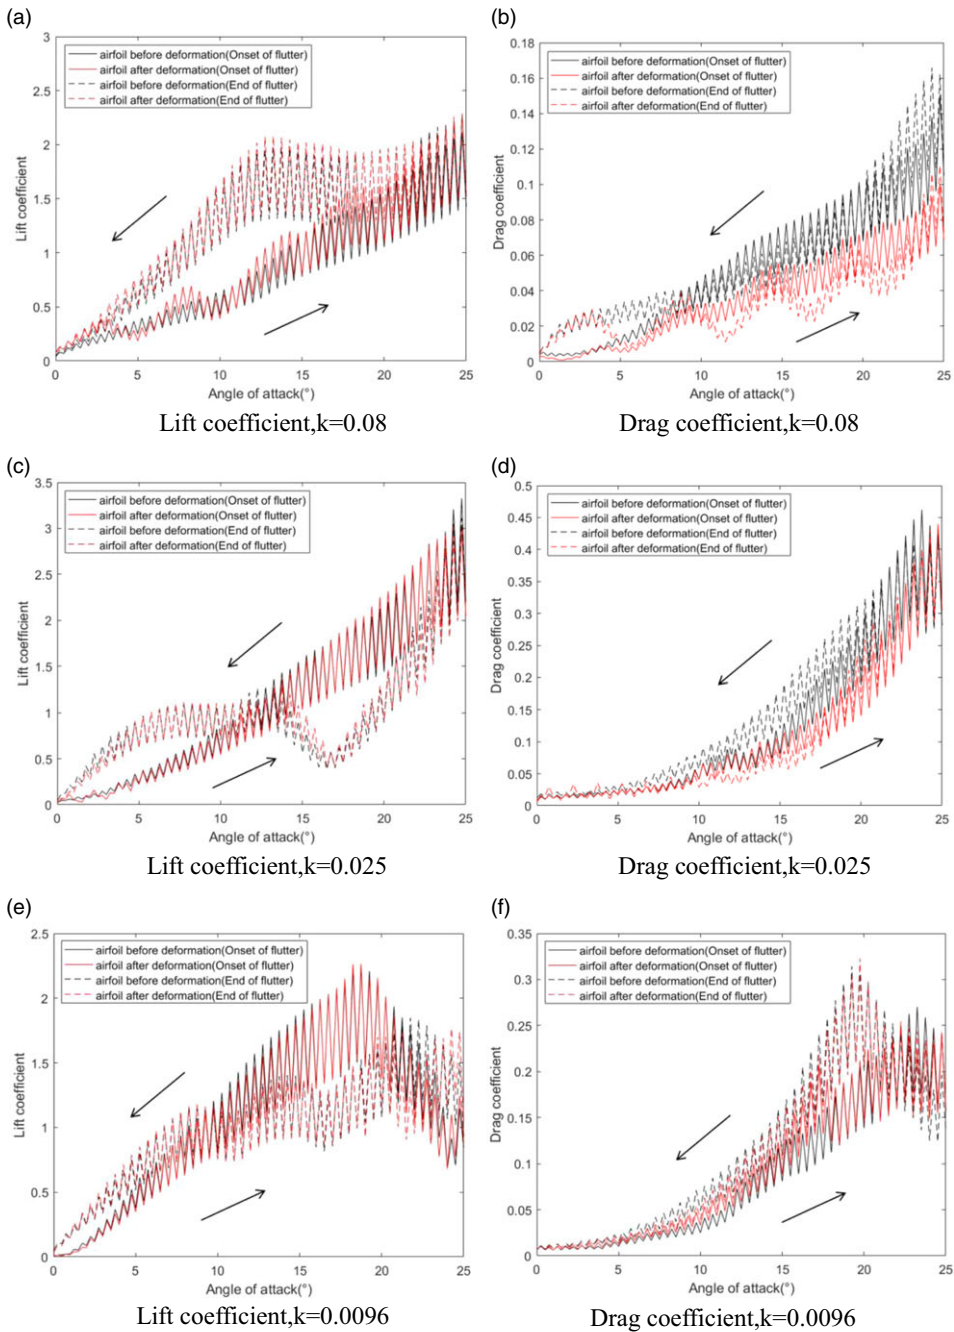 (a)
3
2.5
2
1.5
1
0.5
0
Lift coefficient
airfoil before deformation(Onset of flutter)
airfoil after deformation(Onset of flutter)
airfoil before deformation(End of flutter)
airfoil after deformation(End of flutter)
0 5 10 15 20 25
Angle of attack(°)
Lift coefficient,k=0.08
(b)
0.18
0.16
0.14
0.12
0.1
0.08
0.06
0.04
0.02
0
Drag coefficient
airfoil before deformation(Onset of flutter)
airfoil after deformation(Onset of flutter)
airfoil before deformation(End of flutter)
airfoil after deformation(End of flutter)
0 5 10 15 20 25
Angle of attack(°)
Drag coefficient,k=0.08
(c)
3.5
3
2.5
2
1.5
1
0.5
0
Lift coefficient
airfoil before deformation(Onset of flutter)
airfoil after deformation(Onset of flutter)
airfoil before deformation(End of flutter)
airfoil after deformation(End of flutter)
0 5 10 15 20 25
Angle of attack(°)
Lift coefficient,k=0.025
(d)
0.5
0.45
0.4
0.35
0.3
0.25
0.2
0.15
0.1
0.05
0
Drag coefficient
airfoil before deformation(Onset of flutter)
airfoil after deformation(Onset of flutter)
airfoil before deformation(End of flutter)
airfoil after deformation(End of flutter)
0 5 10 15 20 25
Angle of attack(°)
Drag coefficient,k=0.025
(e)
2.5
2
1.5
1
0.5
0
Lift coefficient
airfoil before deformation(Onset of flutter)
airfoil after deformation(Onset of flutter)
airfoil before deformation(End of flutter)
airfoil after deformation(End of flutter)
0 5 10 15 20 25
Angle of attack(°)
Lift coefficient,k=0.0096
(f)
0.35
0.3
0.25
0.2
0.15
0.1
0.05
0
Drag coefficient
airfoil before deformation(Onset of flutter)
airfoil after deformation(Onset of flutter)
airfoil before deformation(End of flutter)
airfoil after deformation(End of flutter)
0 5 10 15 20 25
Angle of attack(°)
Drag coefficient,k=0.0096